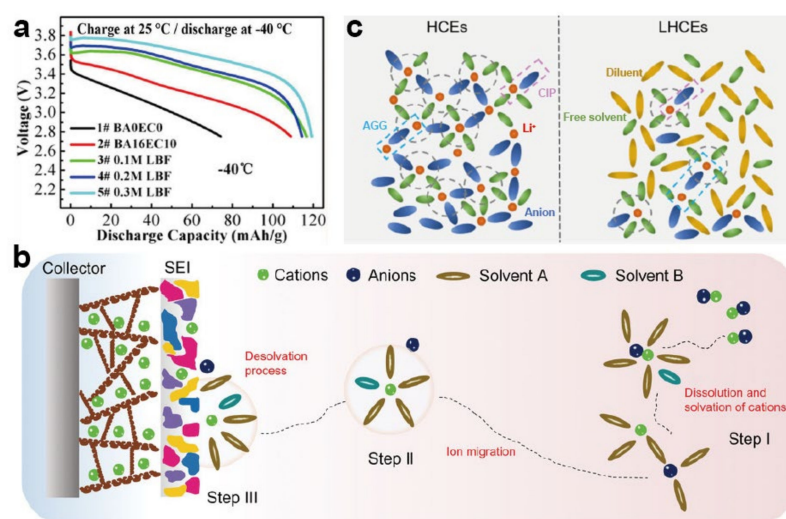 a
Charge at 25 °C / discharge at -40 °C
Voltage (V)
3.8
3.6
3.4
3.2
3.0
2.8
2.6
2.4
2.2
1# BA0EC0
2# BA16EC10
3# 0.1M LBF
4# 0.2M LBF
5# 0.3M LBF
-40℃
0 20 40 60 80 100 120
Discharge Capacity (mAh/g)
c
HCEs
LHCEs
AGG
CIP
Li⁺
Anion
Diluent
Free solvent
b
Collector
SEI
Cations
Anions
Solvent A
Solvent B
Desolvation
process
Step III
Step II
Ion migration
Dissolution and
solvation of cations
Step I